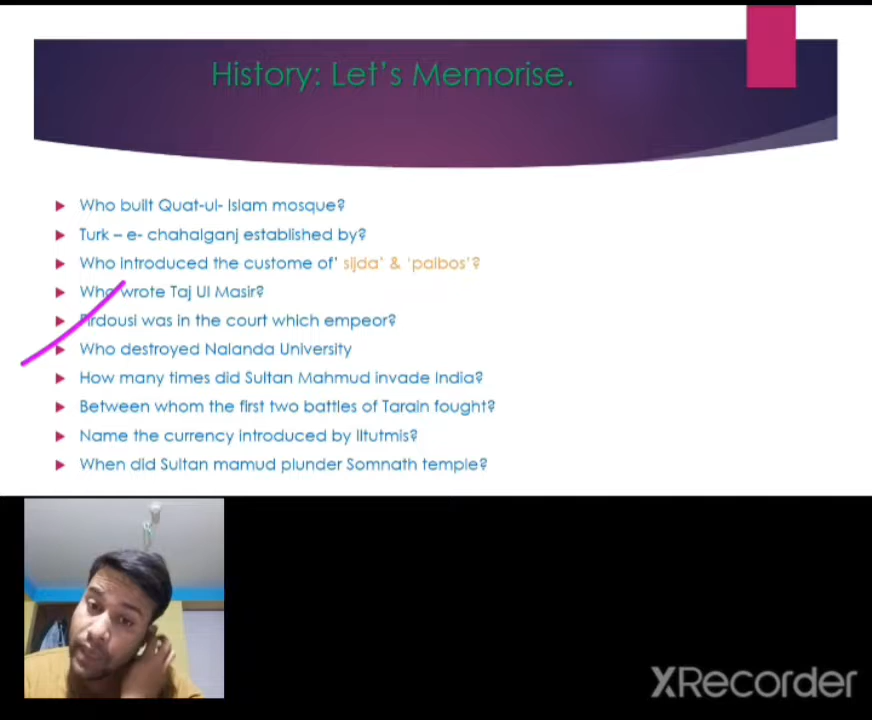 History: Let's Memorise.
Who built Quat-ul- Islam mosque?
Turk – e- chahalganj established by?
Who introduced the custome of' sijda' & 'paibos'?
Who wrote Taj Ul Masir?
Firdousi was in the court which empeor?
Who destroyed Nalanda University
How many times did Sultan Mahmud invade India?
Between whom the first two battles of Tarain fought?
Name the currency introduced by Iltutmis?
When did Sultan mamud plunder Somnath temple?
XRecorder